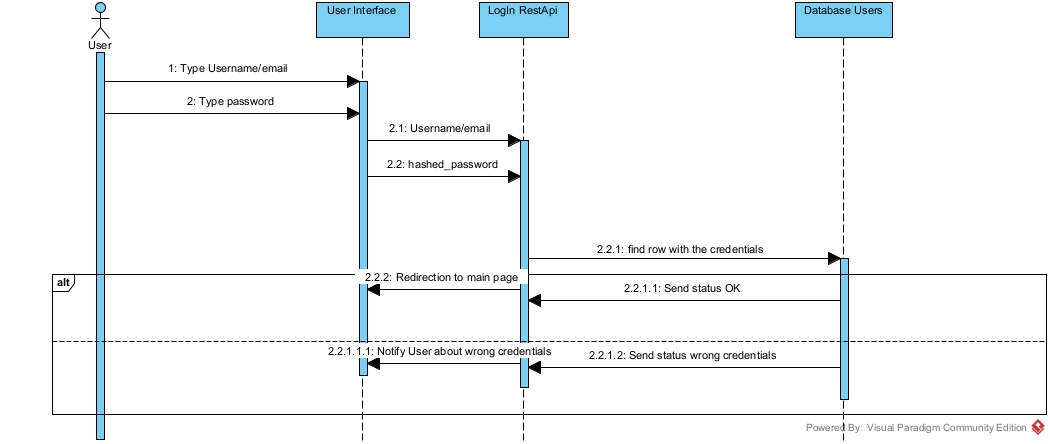 User Interface
LogIn RestApi
Database Users
User
1: Type Username/email
2: Type password
2.1: Username/email
2.2: hashed_password
2.2.1: find row with the credentials
alt
2.2.2: Redirection to main page
2.2.1.1: Send status OK
2.2.1.1.1: Notify User about wrong credentials
2.2.1.2: Send status wrong credentials
Powered By Visual Paradigm Community Edition